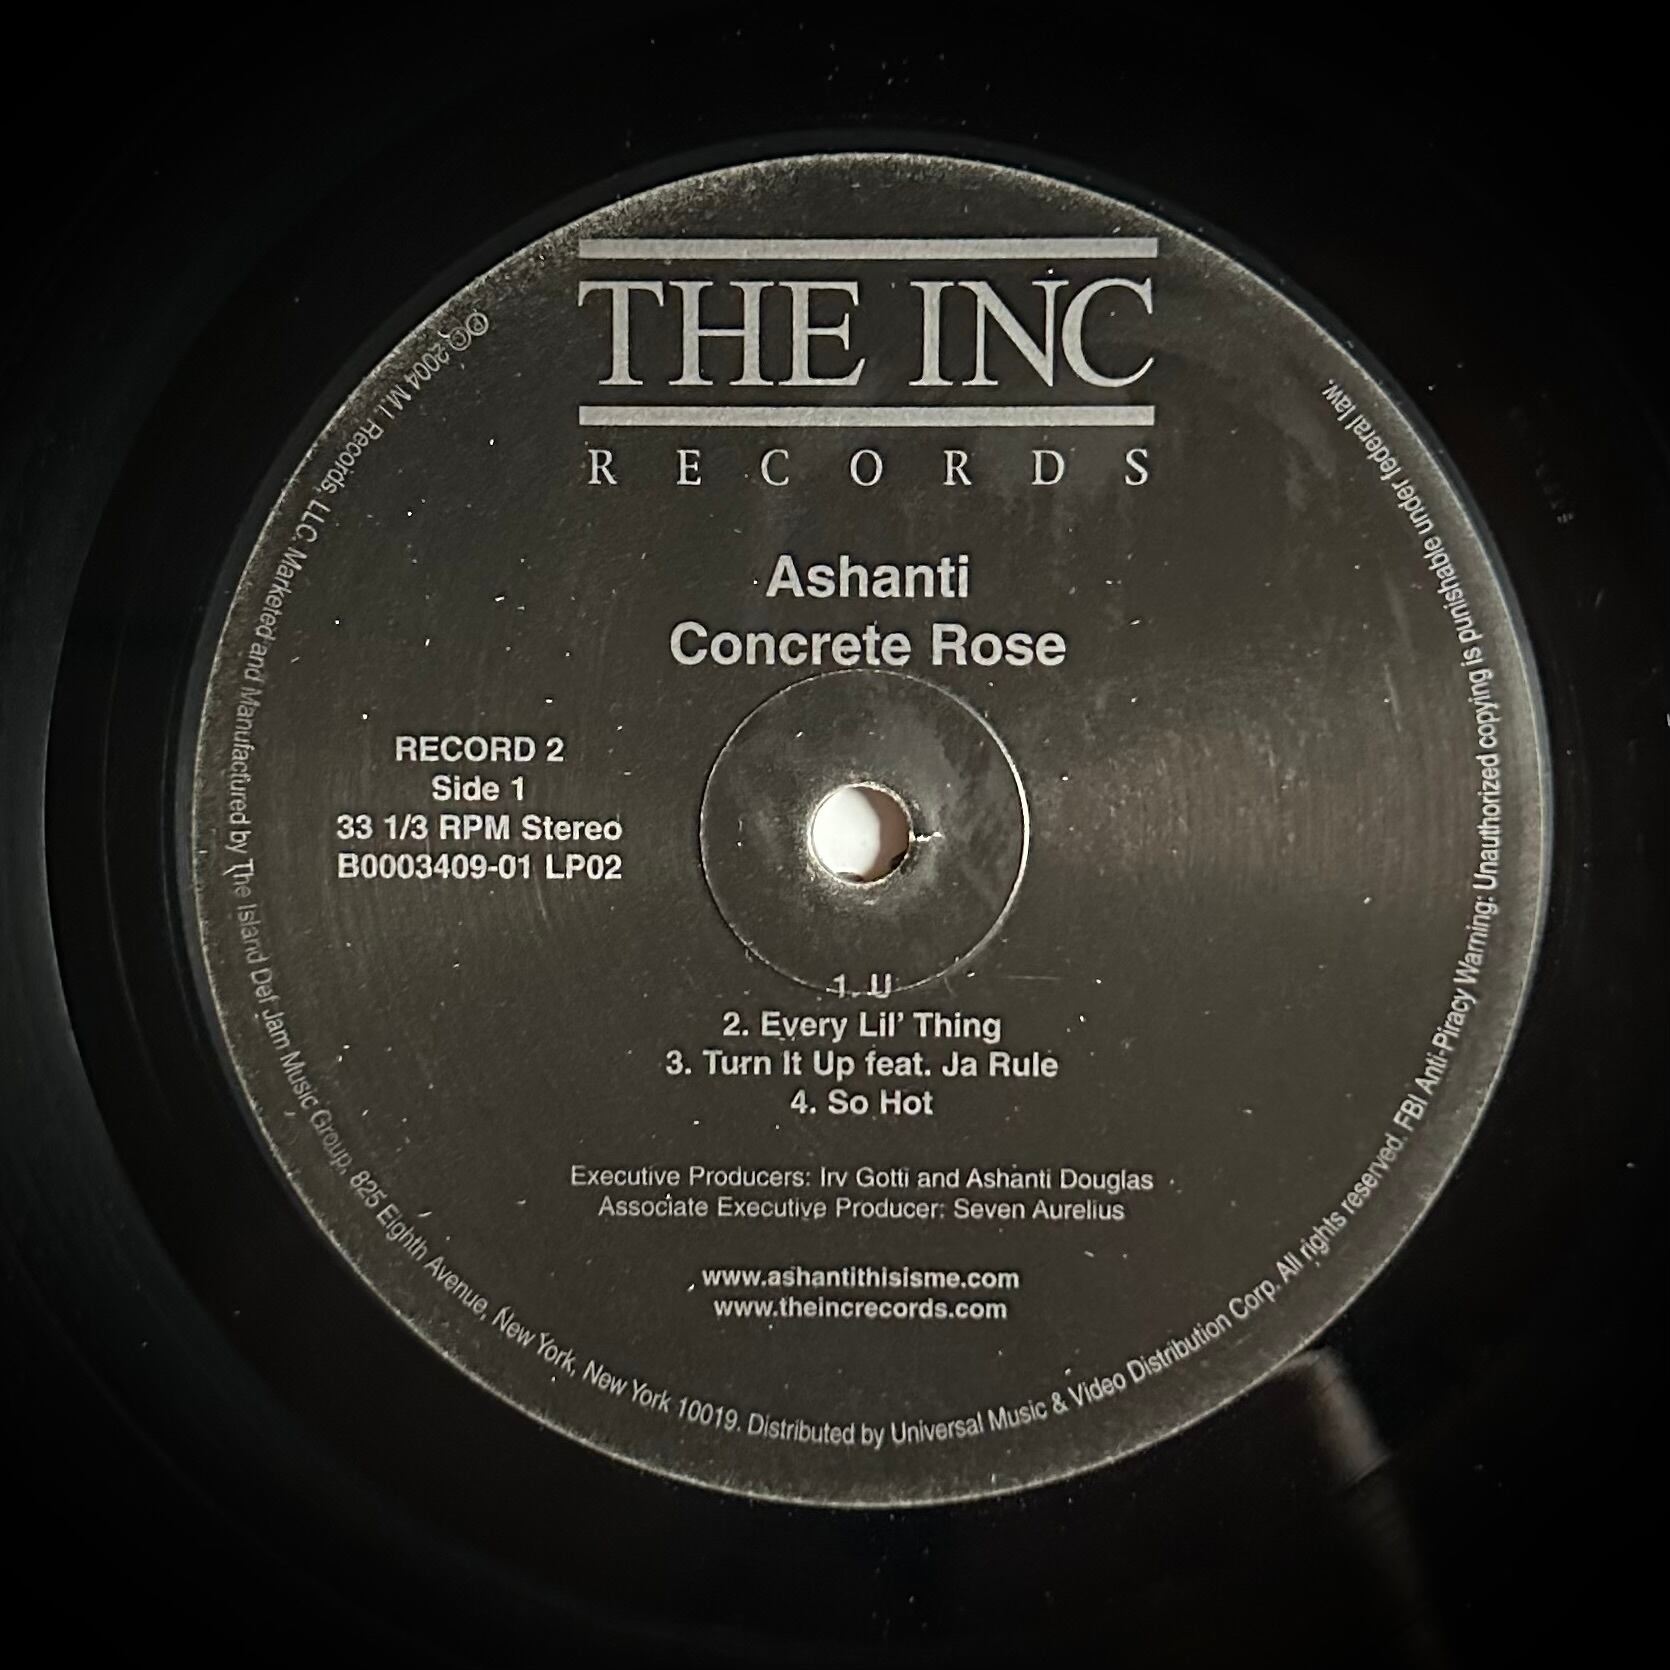 THE INC
RECORDS
Ashanti
Concrete Rose
RECORD 2
Side 1
33 1/3 RPM Stereo
B0003409-01 LP02
1. U
2. Every Lil’ Thing
3. Turn It Up feat. Ja Rule
4. So Hot
Executive Producers: Irv Gotti and Ashanti Douglas
Associate Executive Producer: Seven Aurelius
www.ashantithisisme.com
www.theincrecords.com
℗© 2004 M.I. Records, LLC. Marketed and Manufactured by The Island Def Jam Music Group, 825 Eighth Avenue, New York, New York 10019. Distributed by Universal Music & Video Distribution Corp. All rights reserved. FBI Anti-Piracy Warning: Unauthorized copying is punishable under federal law.